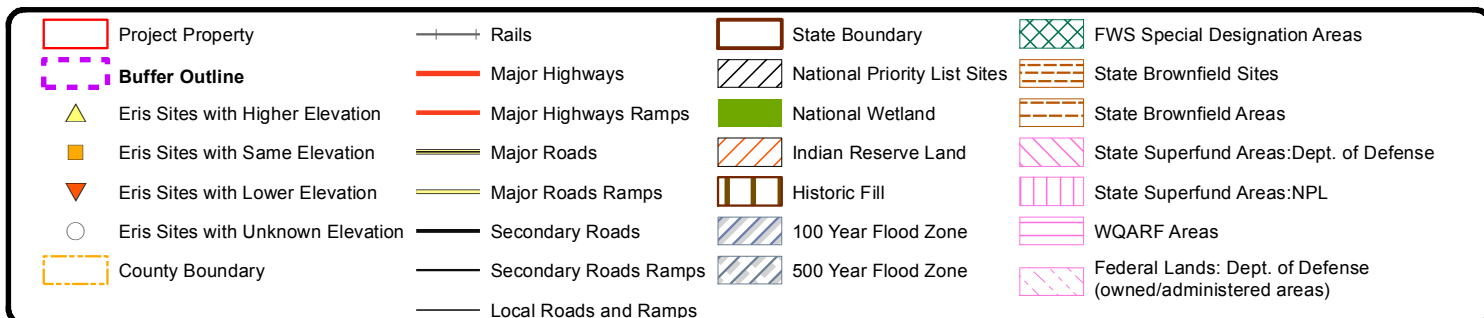 Project Property
Buffer Outline
Eris Sites with Higher Elevation
Eris Sites with Same Elevation
Eris Sites with Lower Elevation
Eris Sites with Unknown Elevation
County Boundary
Rails
Major Highways
Major Highways Ramps
Major Roads
Major Roads Ramps
Secondary Roads
Secondary Roads Ramps
Local Roads and Ramps
State Boundary
National Priority List Sites
National Wetland
Indian Reserve Land
Historic Fill
100 Year Flood Zone
500 Year Flood Zone
FWS Special Designation Areas
State Brownfield Sites
State Brownfield Areas
State Superfund Areas:Dept. of Defense
State Superfund Areas:NPL
WQARF Areas
Federal Lands: Dept. of Defense
(owned/administered areas)